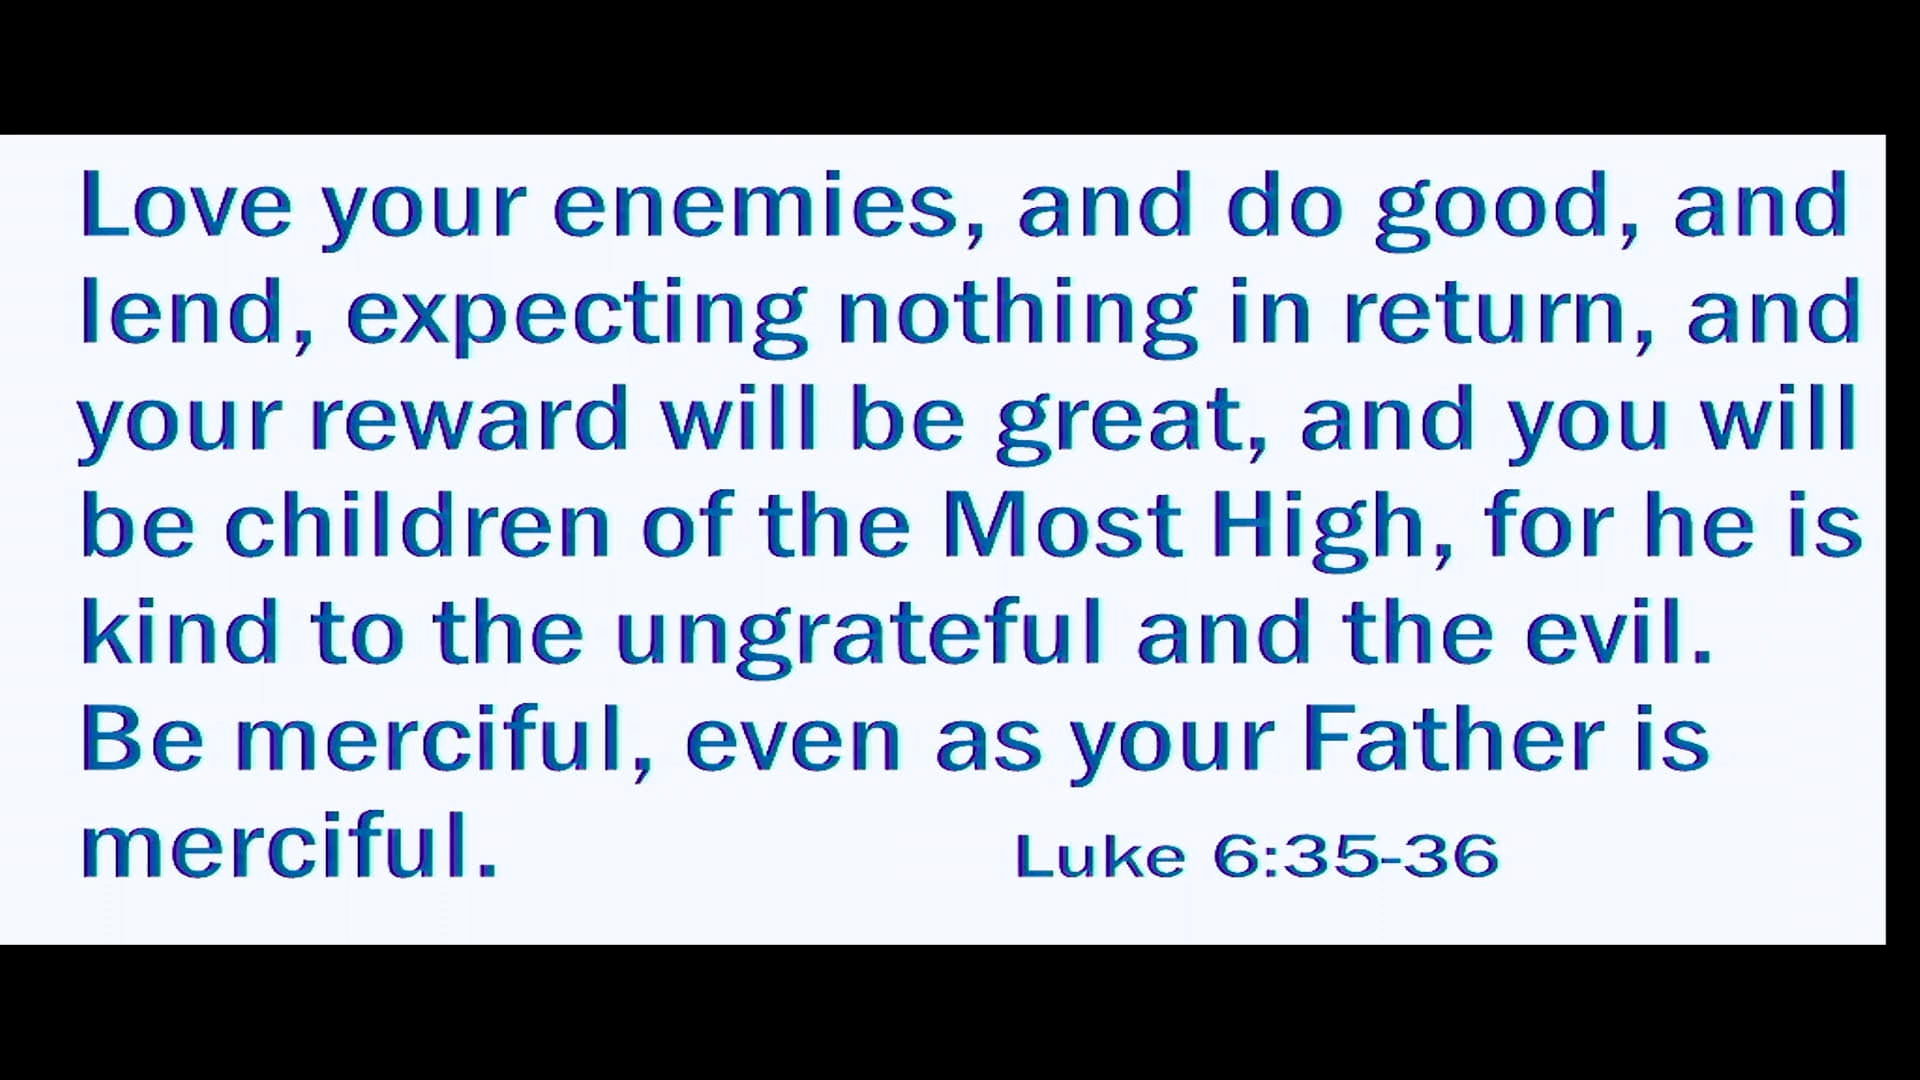 Love your enemies, and do good, and
lend, expecting nothing in return, and
your reward will be great, and you will
be children of the Most High, for he is
kind to the ungrateful and the evil.
Be merciful, even as your Father is
merciful.
Luke 6:35-36